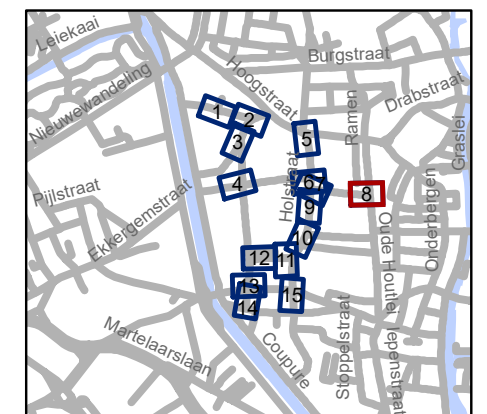 Leiekaai
Burgstraat
Hoogstraat
Nieuwewandeling
Ramen
Drabstraat
Graslei
1
2
3
5
Pijlstraat
4
6
7
8
Holstraat
Ekkergemstraat
9
Onderbergen
Oude Houtlei
10
12
11
13
15
14
Martelaarslaan
Coupure
Stoppelstraat
Iepenstraat